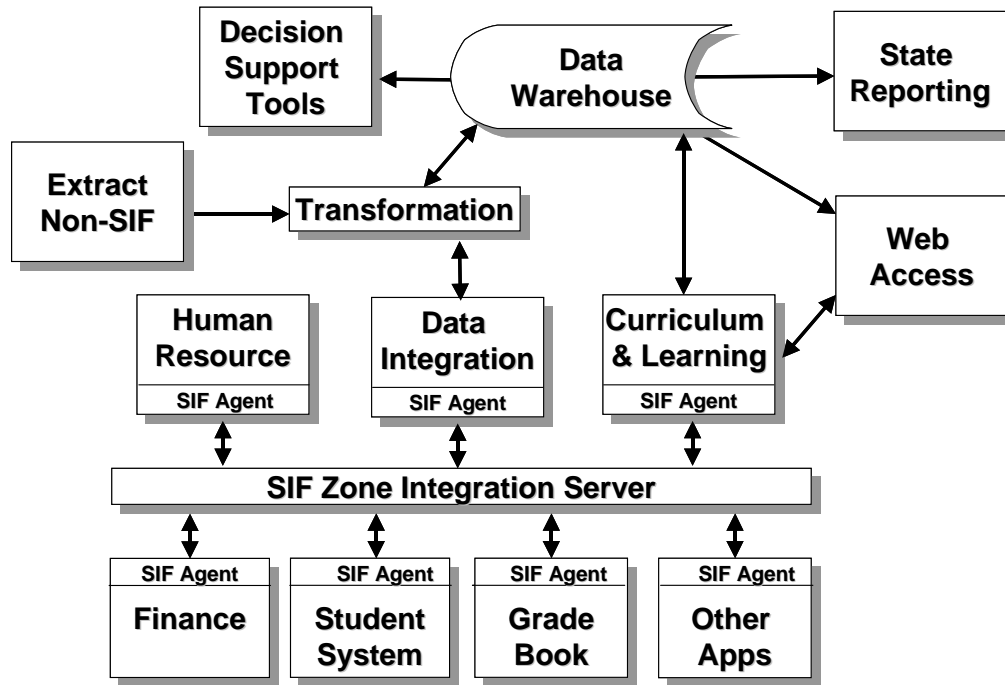 Decision
Support
Tools
Data
Warehouse
State
Reporting
Extract
Non-SIF
Transformation
Web
Access
Human
Resource
SIF Agent
Data
Integration
SIF Agent
Curriculum
& Learning
SIF Agent
SIF Zone Integration Server
SIF Agent
Finance
SIF Agent
Student
System
SIF Agent
Grade
Book
SIF Agent
Other
Apps